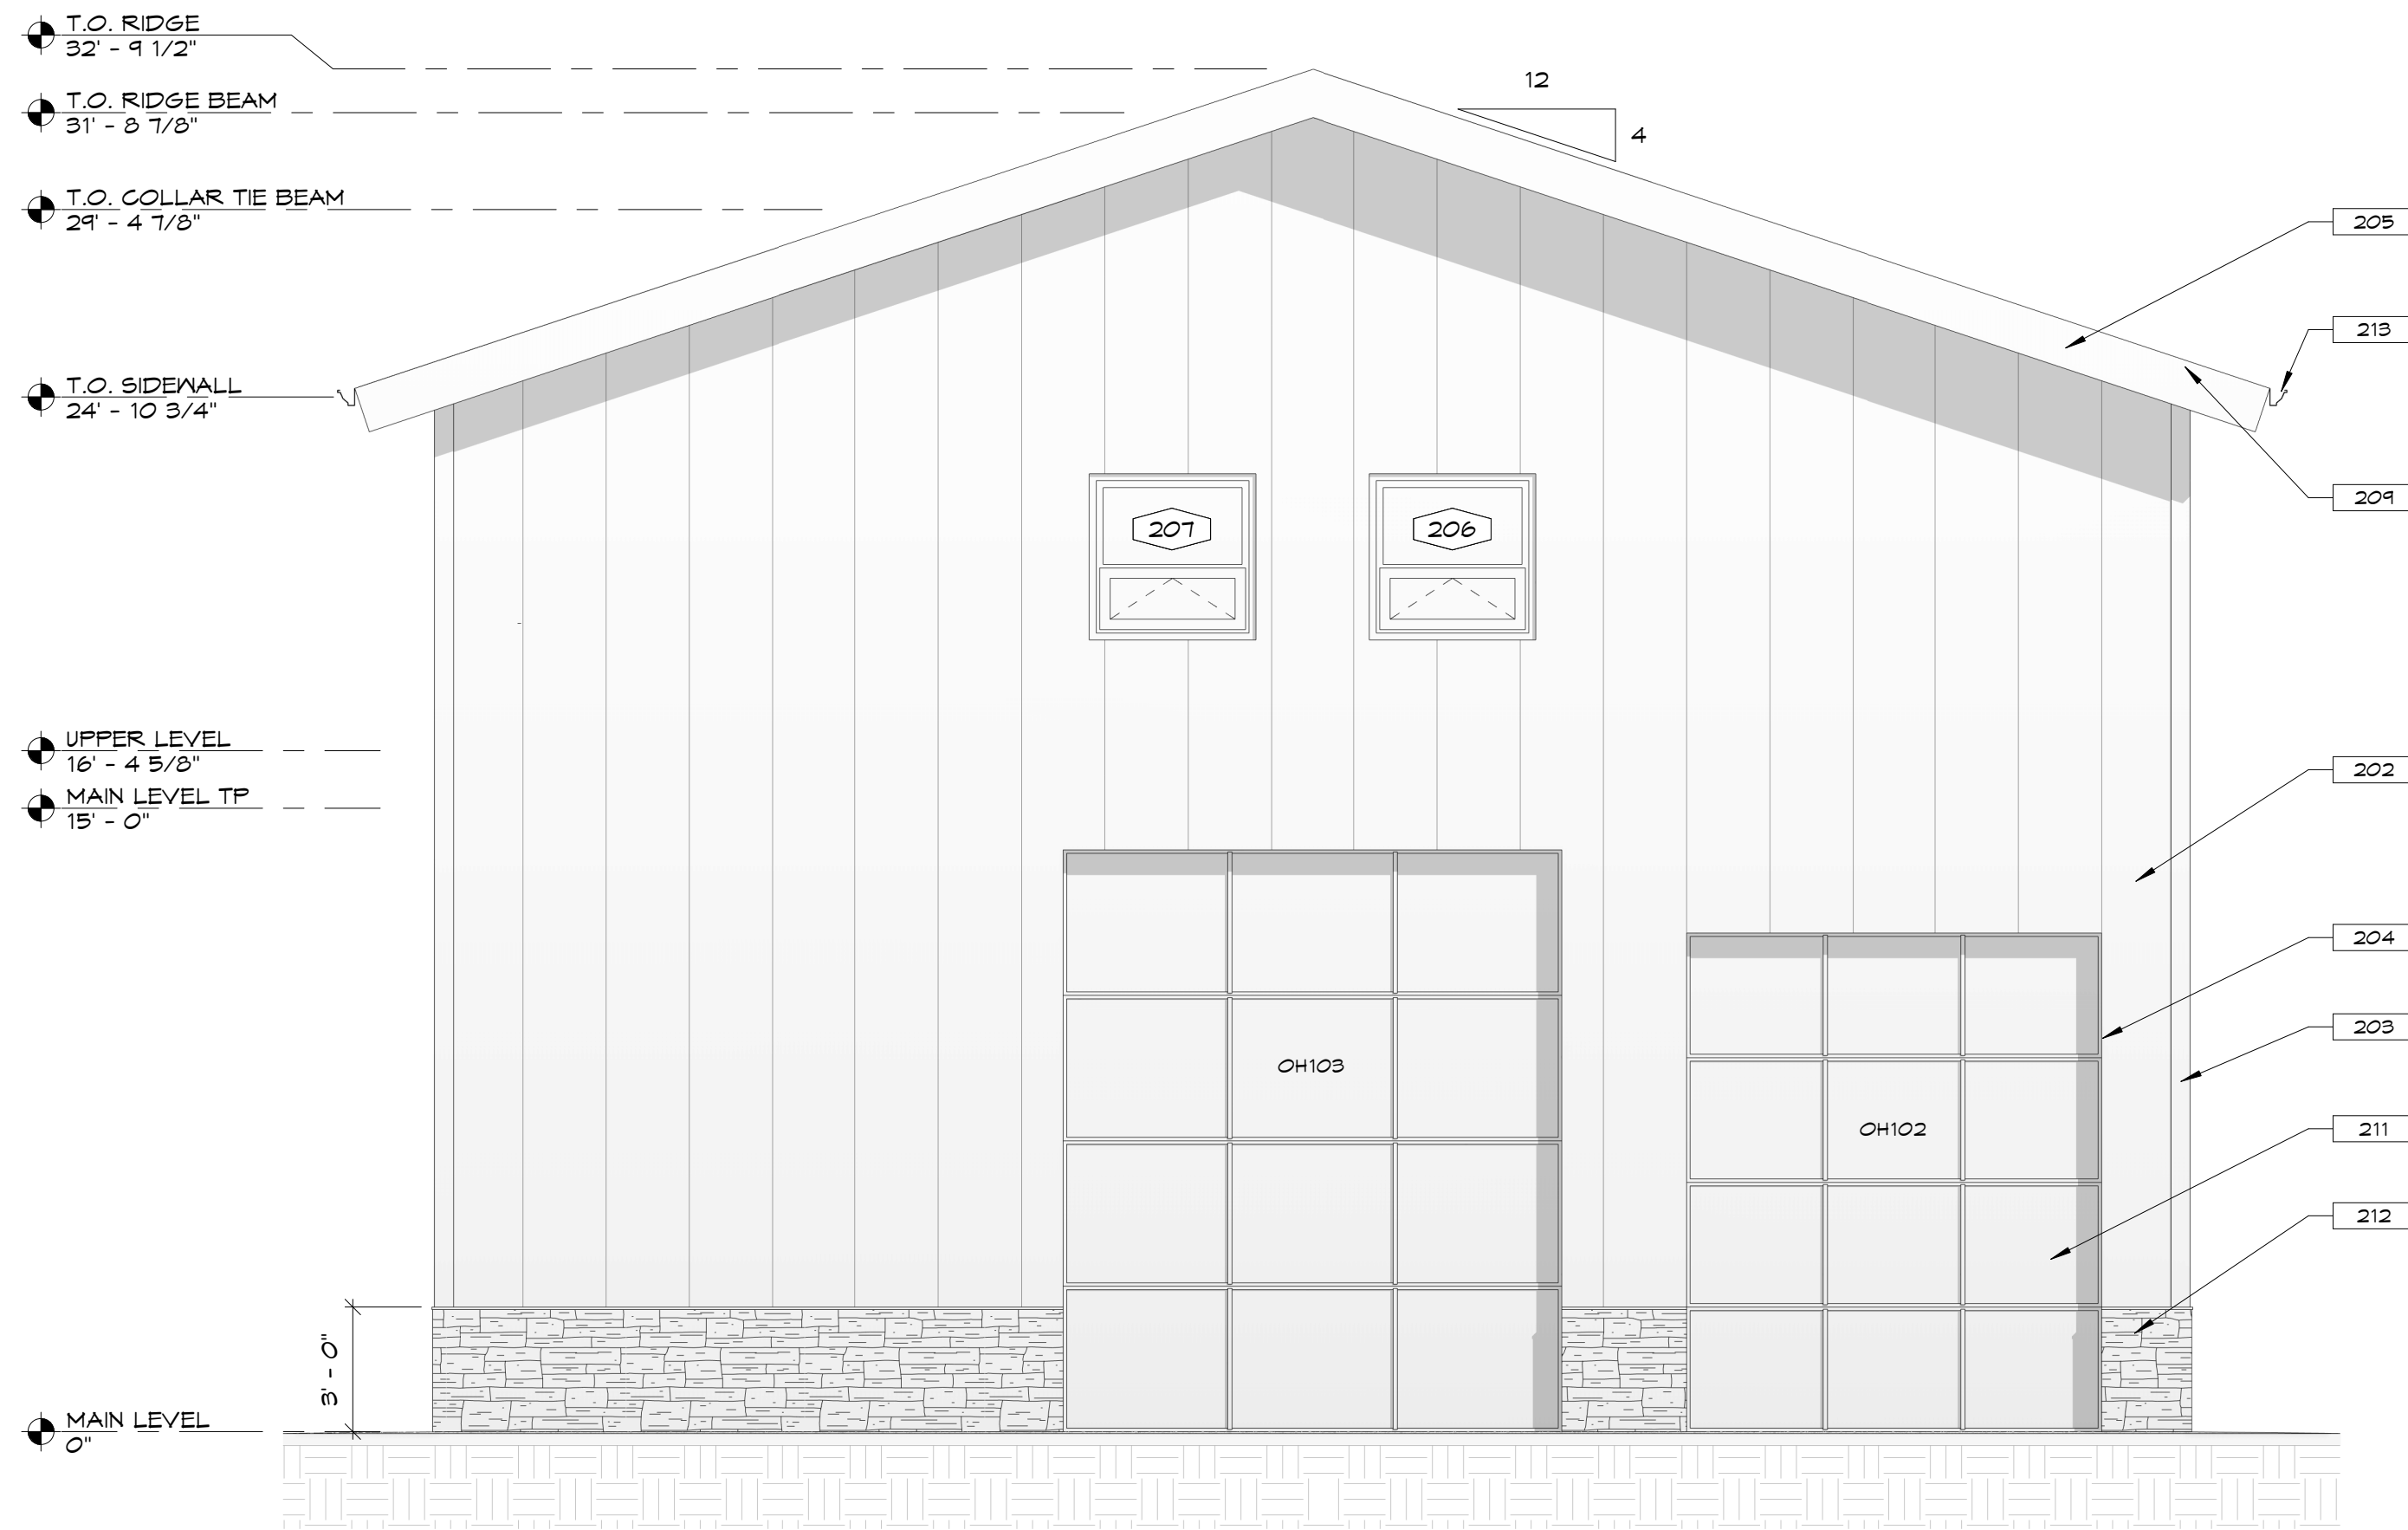 T.O. RIDGE
32' - 9 1/2"
12
T.O. RIDGE BEAM
31' - 8 7/8"
4
T.O. COLLAR TIE BEAM
29' - 4 7/8"
205
213
T.O. SIDEWALL
24' - 10 3/4"
209
207
206
UPPER LEVEL
16' - 4 5/8"
202
MAIN LEVEL TP
15' - 0"
204
203
OH103
OH102
211
212
3' - 0"
MAIN LEVEL
0"